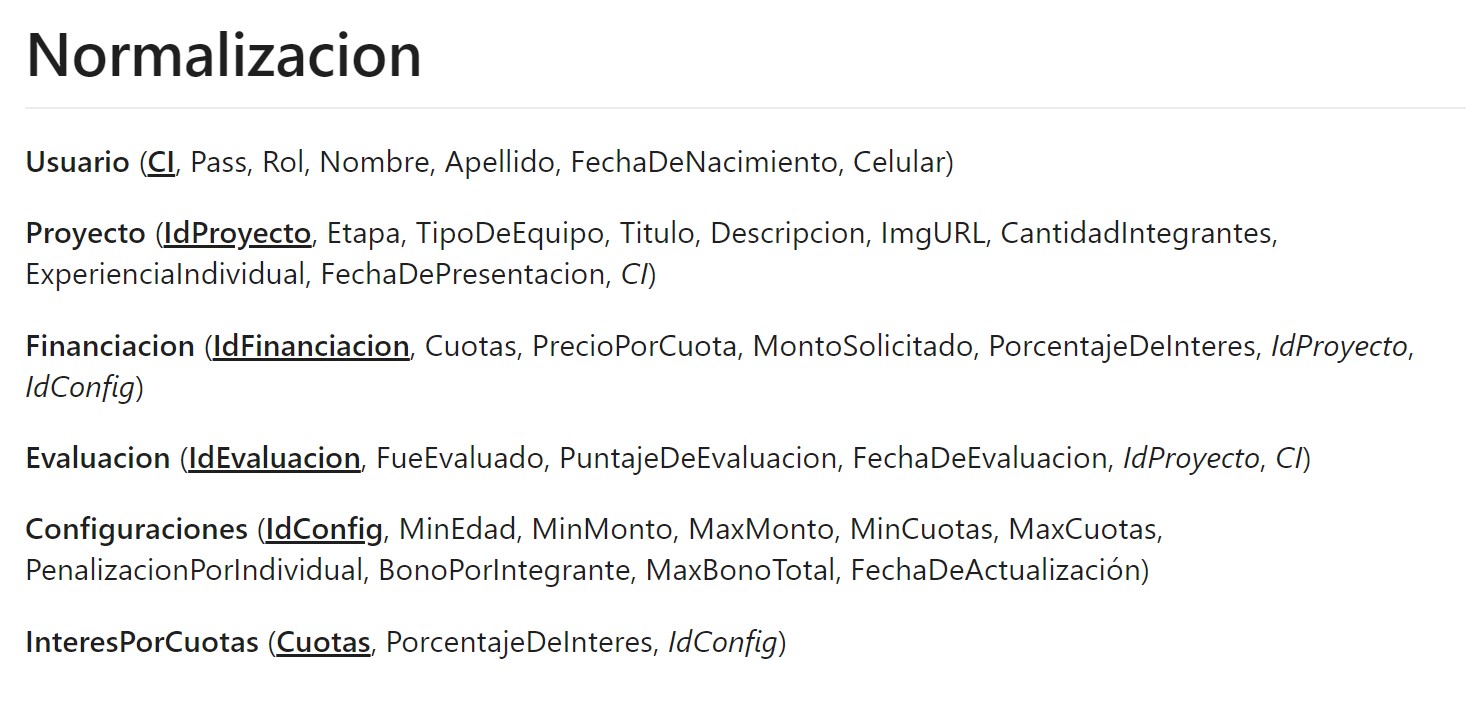 Normalizacion
Usuario (CI, Pass, Rol, Nombre, Apellido, FechaDeNacimiento, Celular)
Proyecto (IdProyecto, Etapa, TipoDeEquipo, Titulo, Descripcion, ImgURL, CantidadIntegrantes,
ExperienciaIndividual, FechaDePresentacion, CI)
Financiacion (IdFinanciacion, Cuotas, PrecioPorCuota, MontoSolicitado, PorcentajeDeInteres, IdProyecto,
IdConfig)
Evaluacion (IdEvaluacion, FueEvaluado, PuntajeDeEvaluacion, FechaDeEvaluacion, IdProyecto, CI)
Configuraciones (IdConfig, MinEdad, MinMonto, MaxMonto, MinCuotas, MaxCuotas,
PenalizacionPorIndividual, BonoPorIntegrante, MaxBonoTotal, FechaDeActualización)
InteresPorCuotas (Cuotas, PorcentajeDeInteres, IdConfig)